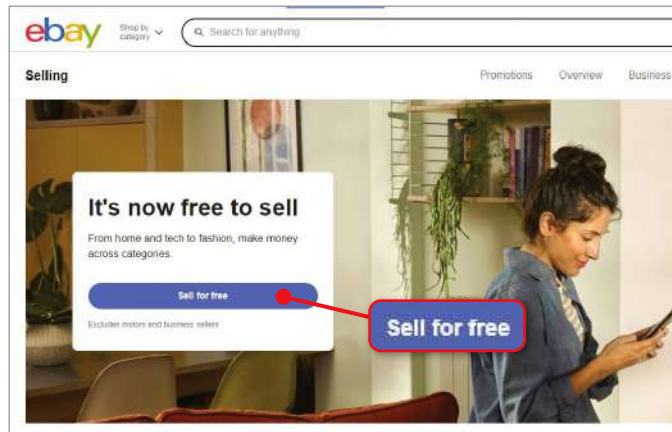 ebay
Shop by
category
Search for anything
Selling
Promotions Overview Business
It's now free to sell
From home and tech to fashion, make money
across categories.
Sell for free
Excludes motors and business sellers
Sell for free